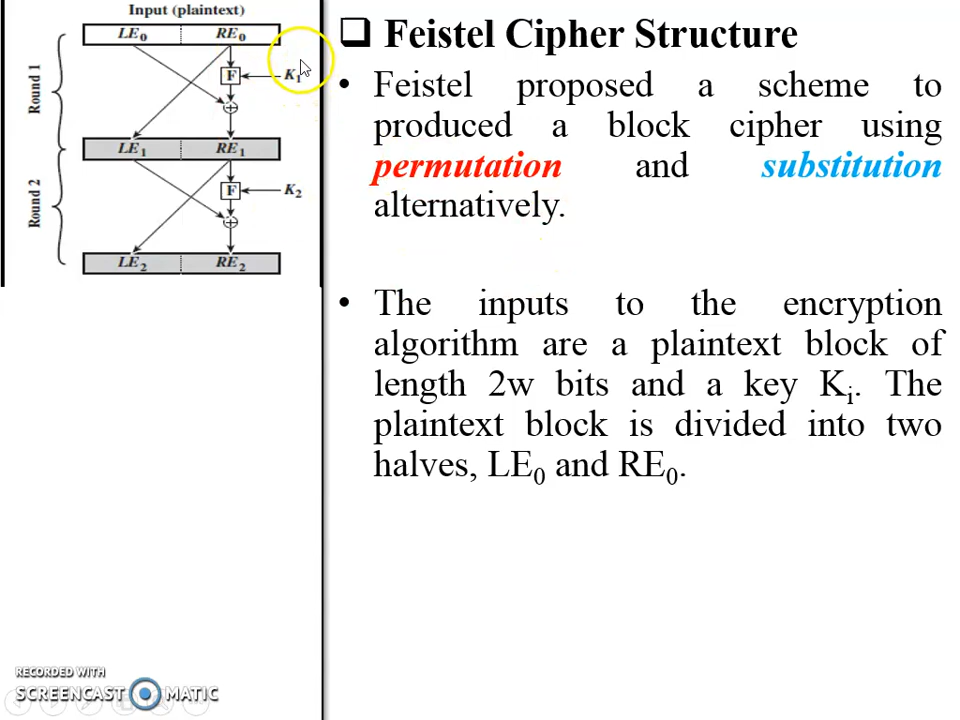 Input (plaintext)
LE0 RE0
Round 1
F K1
LE1 RE1
Round 2
F K2
LE2 RE2
Feistel Cipher Structure
• Feistel proposed a scheme to
produced a block cipher using
permutation and substitution
alternatively.
• The inputs to the encryption
algorithm are a plaintext block of
length 2w bits and a key Ki. The
plaintext block is divided into two
halves, LE0 and RE0.
RECORDED WITH
SCREENCAST MATIC